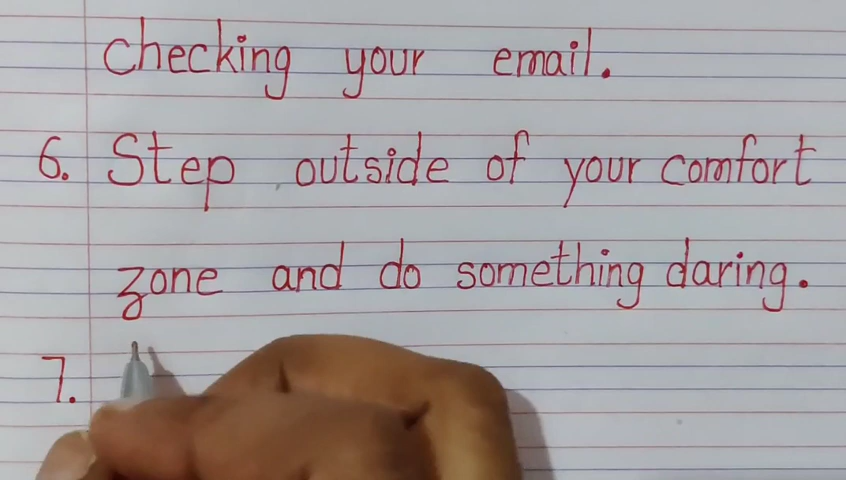 checking your email.
6. Step outside of your comfort
zone and do something daring.
7.